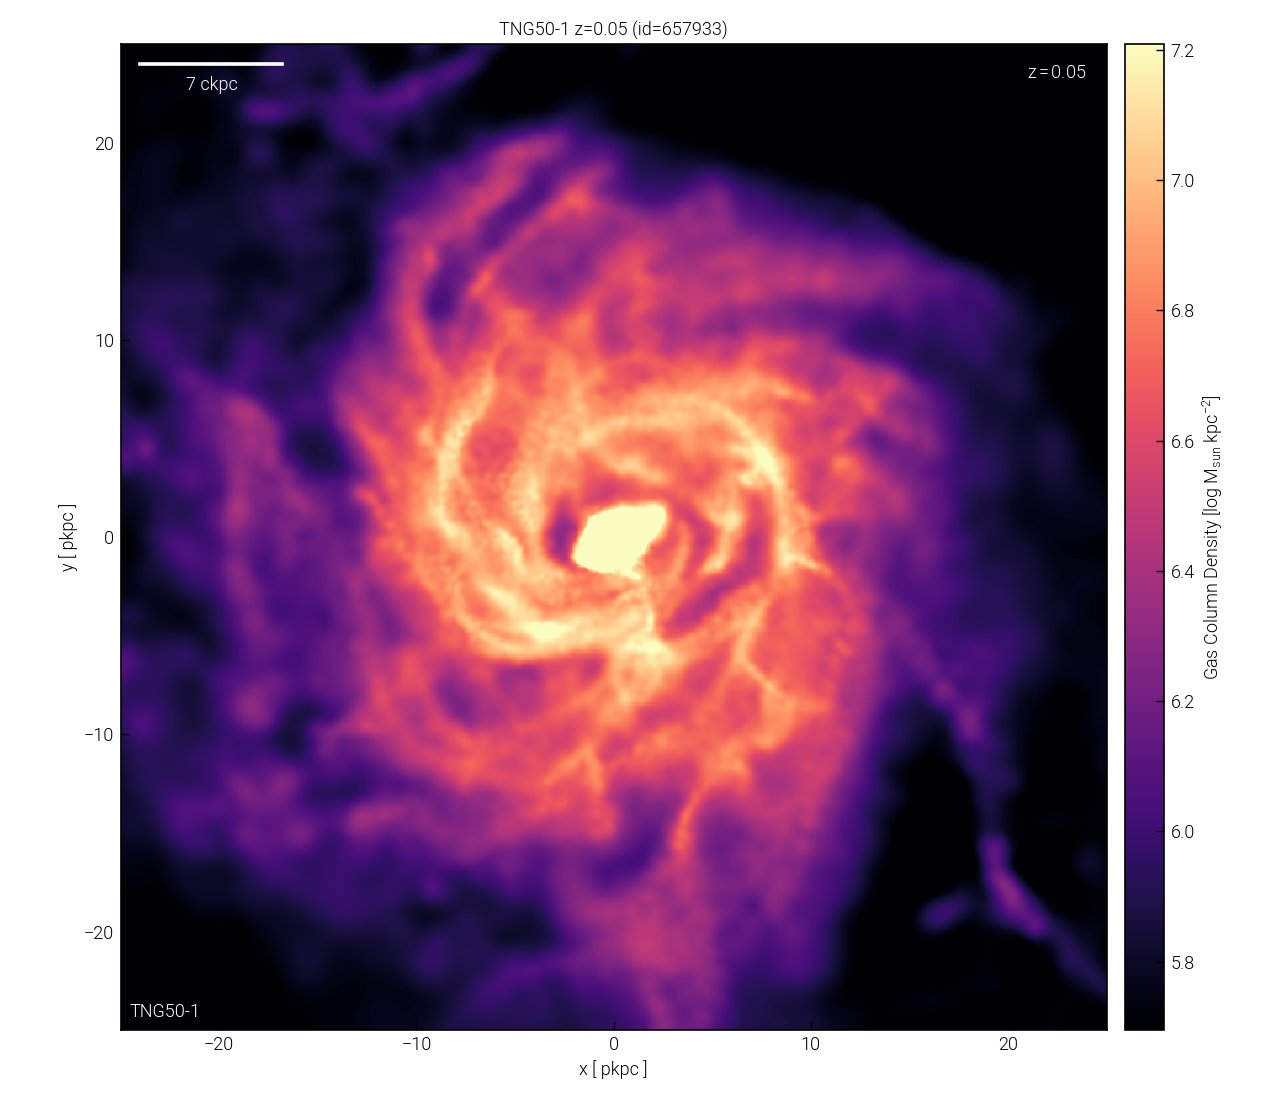 TNG50-1 z=0.05 (id=657933)
7 ckpc
z=0.05
TNG50-1
20
10
0
−10
−20
y [ pkpc ]
−20
−10
0
10
20
x [ pkpc ]
7.2
7.0
6.8
6.6
6.4
6.2
6.0
5.8
Gas Column Density [log M_sun kpc⁻²]